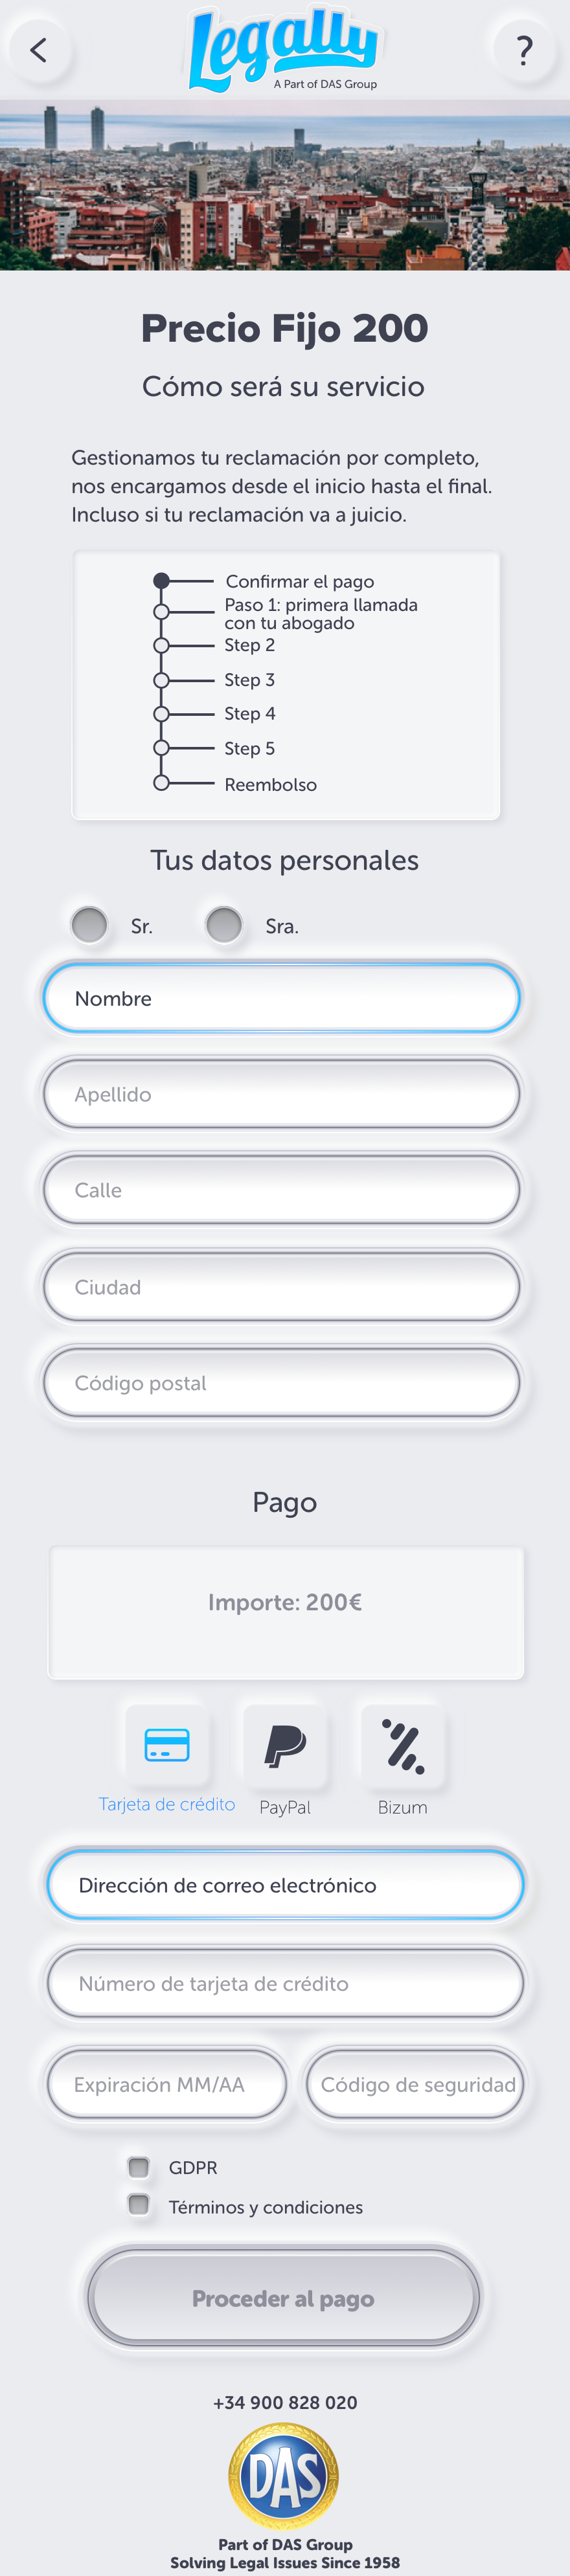 Legally
A Part of DAS Group
?
Precio Fijo 200
Cómo será su servicio
Gestionamos tu reclamación por completo,
nos encargamos desde el inicio hasta el final.
Incluso si tu reclamación va a juicio.
Confirmar el pago
Paso 1: primera llamada
con tu abogado
Step 2
Step 3
Step 4
Step 5
Reembolso
Tus datos personales
Sr. Sra.
Nombre
Apellido
Calle
Ciudad
Código postal
Pago
Importe: 200€
Tarjeta de crédito PayPal Bizum
Dirección de correo electrónico
Número de tarjeta de crédito
Expiración MM/AA Código de seguridad
GDPR
Términos y condiciones
Proceder al pago
+34 900 828 020
DAS
Part of DAS Group
Solving Legal Issues Since 1958